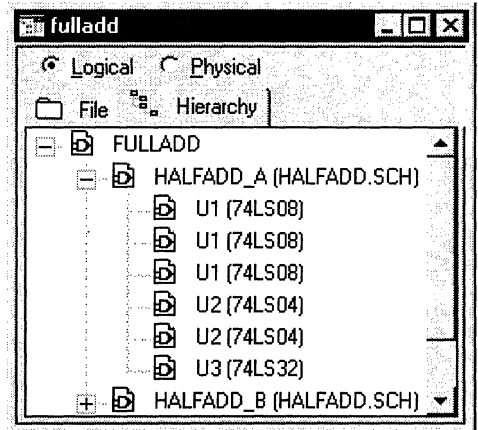 fulladd
Logical Physical
File Hierarchy
FULLADD
HALFADD_A (HALFADD.SCH)
U1 (74LS08)
U1 (74LS08)
U1 (74LS08)
U2 (74LS04)
U2 (74LS04)
U3 (74LS32)
HALFADD_B (HALFADD.SCH)